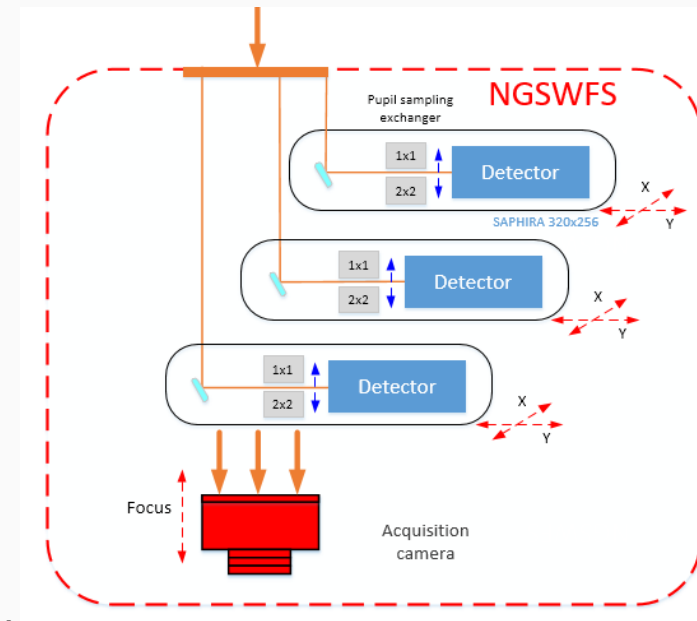 NGSWFS
Pupil sampling
exchanger
1x1
2x2
Detector
SAPHIRA 320x256
X
Y
1x1
2x2
Detector
X
Y
1x1
2x2
Detector
X
Y
Focus
Acquisition
camera